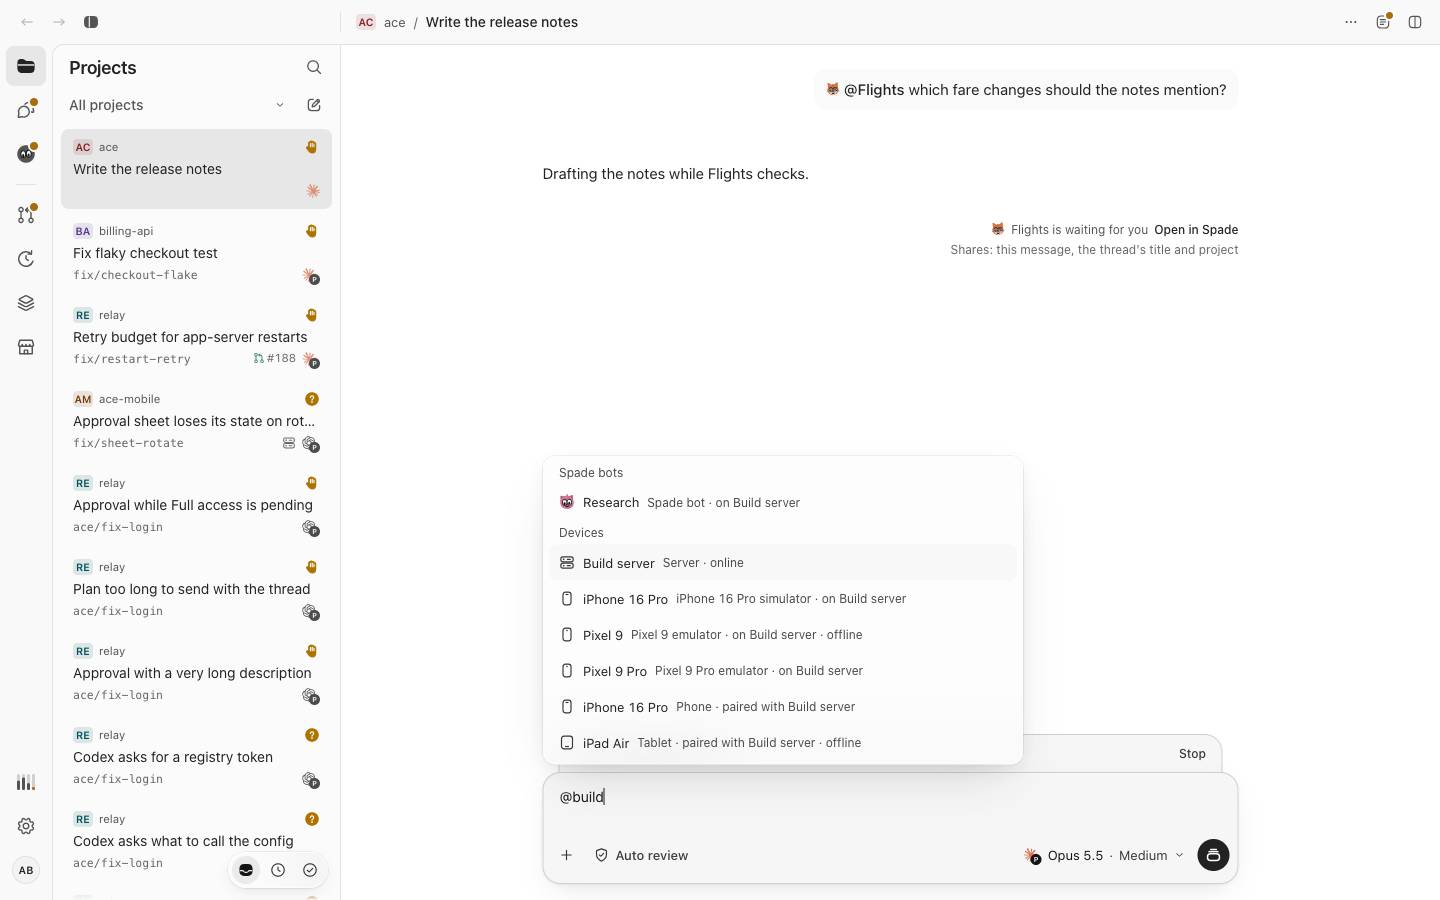 AC ace / Write the release notes
Projects
All projects
AC ace
Write the release notes
BA billing-api
Fix flaky checkout test
fix/checkout-flake
P
RE relay
Retry budget for app-server restarts
fix/restart-retry #188
P
AM ace-mobile ?
Approval sheet loses its state on rot...
fix/sheet-rotate
P
RE relay
Approval while Full access is pending
ace/fix-login
P
RE relay
Plan too long to send with the thread
ace/fix-login
P
RE relay
Approval with a very long description
ace/fix-login
P
RE relay ?
Codex asks for a registry token
ace/fix-login
P
RE relay ?
Codex asks what to call the config
ace/fix-login
AB
@Flights which fare changes should the notes mention?
Drafting the notes while Flights checks.
Flights is waiting for you Open in Spade
Shares: this message, the thread's title and project
Spade bots
Research Spade bot · on Build server
Devices
Build server Server · online
iPhone 16 Pro iPhone 16 Pro simulator · on Build server
Pixel 9 Pixel 9 emulator · on Build server · offline
Pixel 9 Pro Pixel 9 Pro emulator · on Build server
iPhone 16 Pro Phone · paired with Build server
iPad Air Tablet · paired with Build server · offline
Stop
@build
Auto review
P Opus 5.5 · Medium